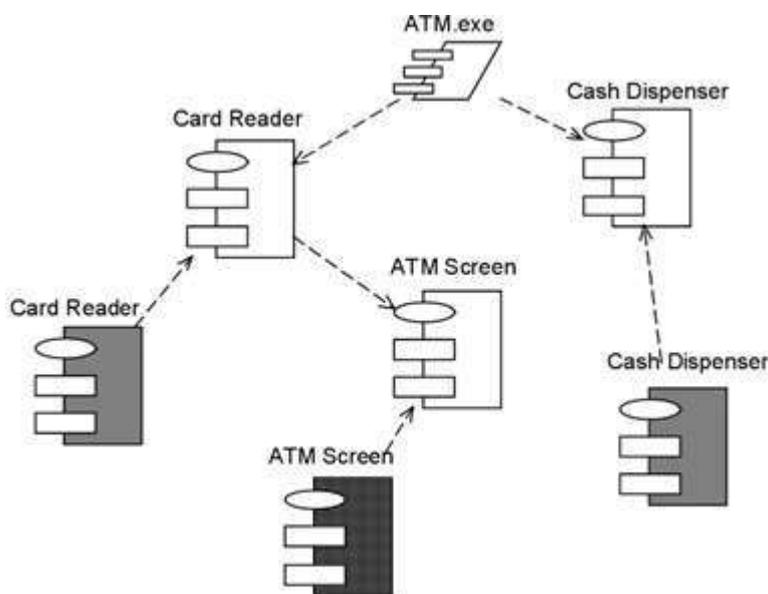 ATM.exe
Cash Dispenser
Card Reader
ATM Screen
Card Reader
Cash Dispenser
ATM Screen